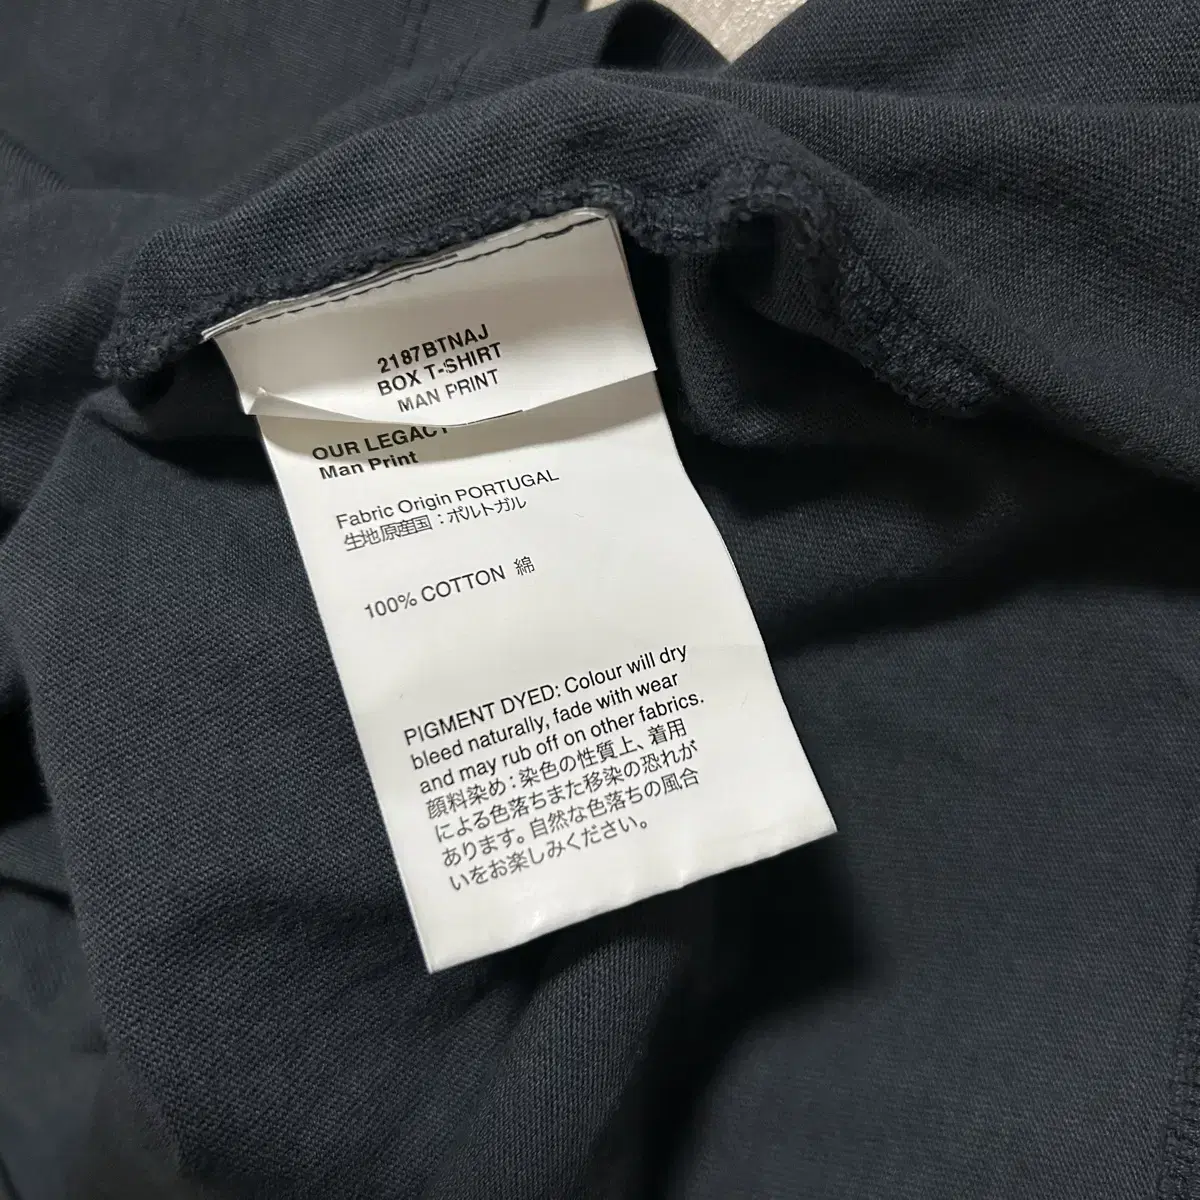 2187BTNAJ
BOX T-SHIRT
MAN PRINT
OUR LEGACY
Man Print
Fabric Origin PORTUGAL
生地原産国：ポルトガル
100% COTTON 綿
PIGMENT DYED: Colour will dry
bleed naturally, fade with wear
and may rub off on other fabrics.
顔料染め：染色の性質上、着用
による色落ちまた移染の恐れが
あります。自然な色落ちの風合
いをお楽しみください。